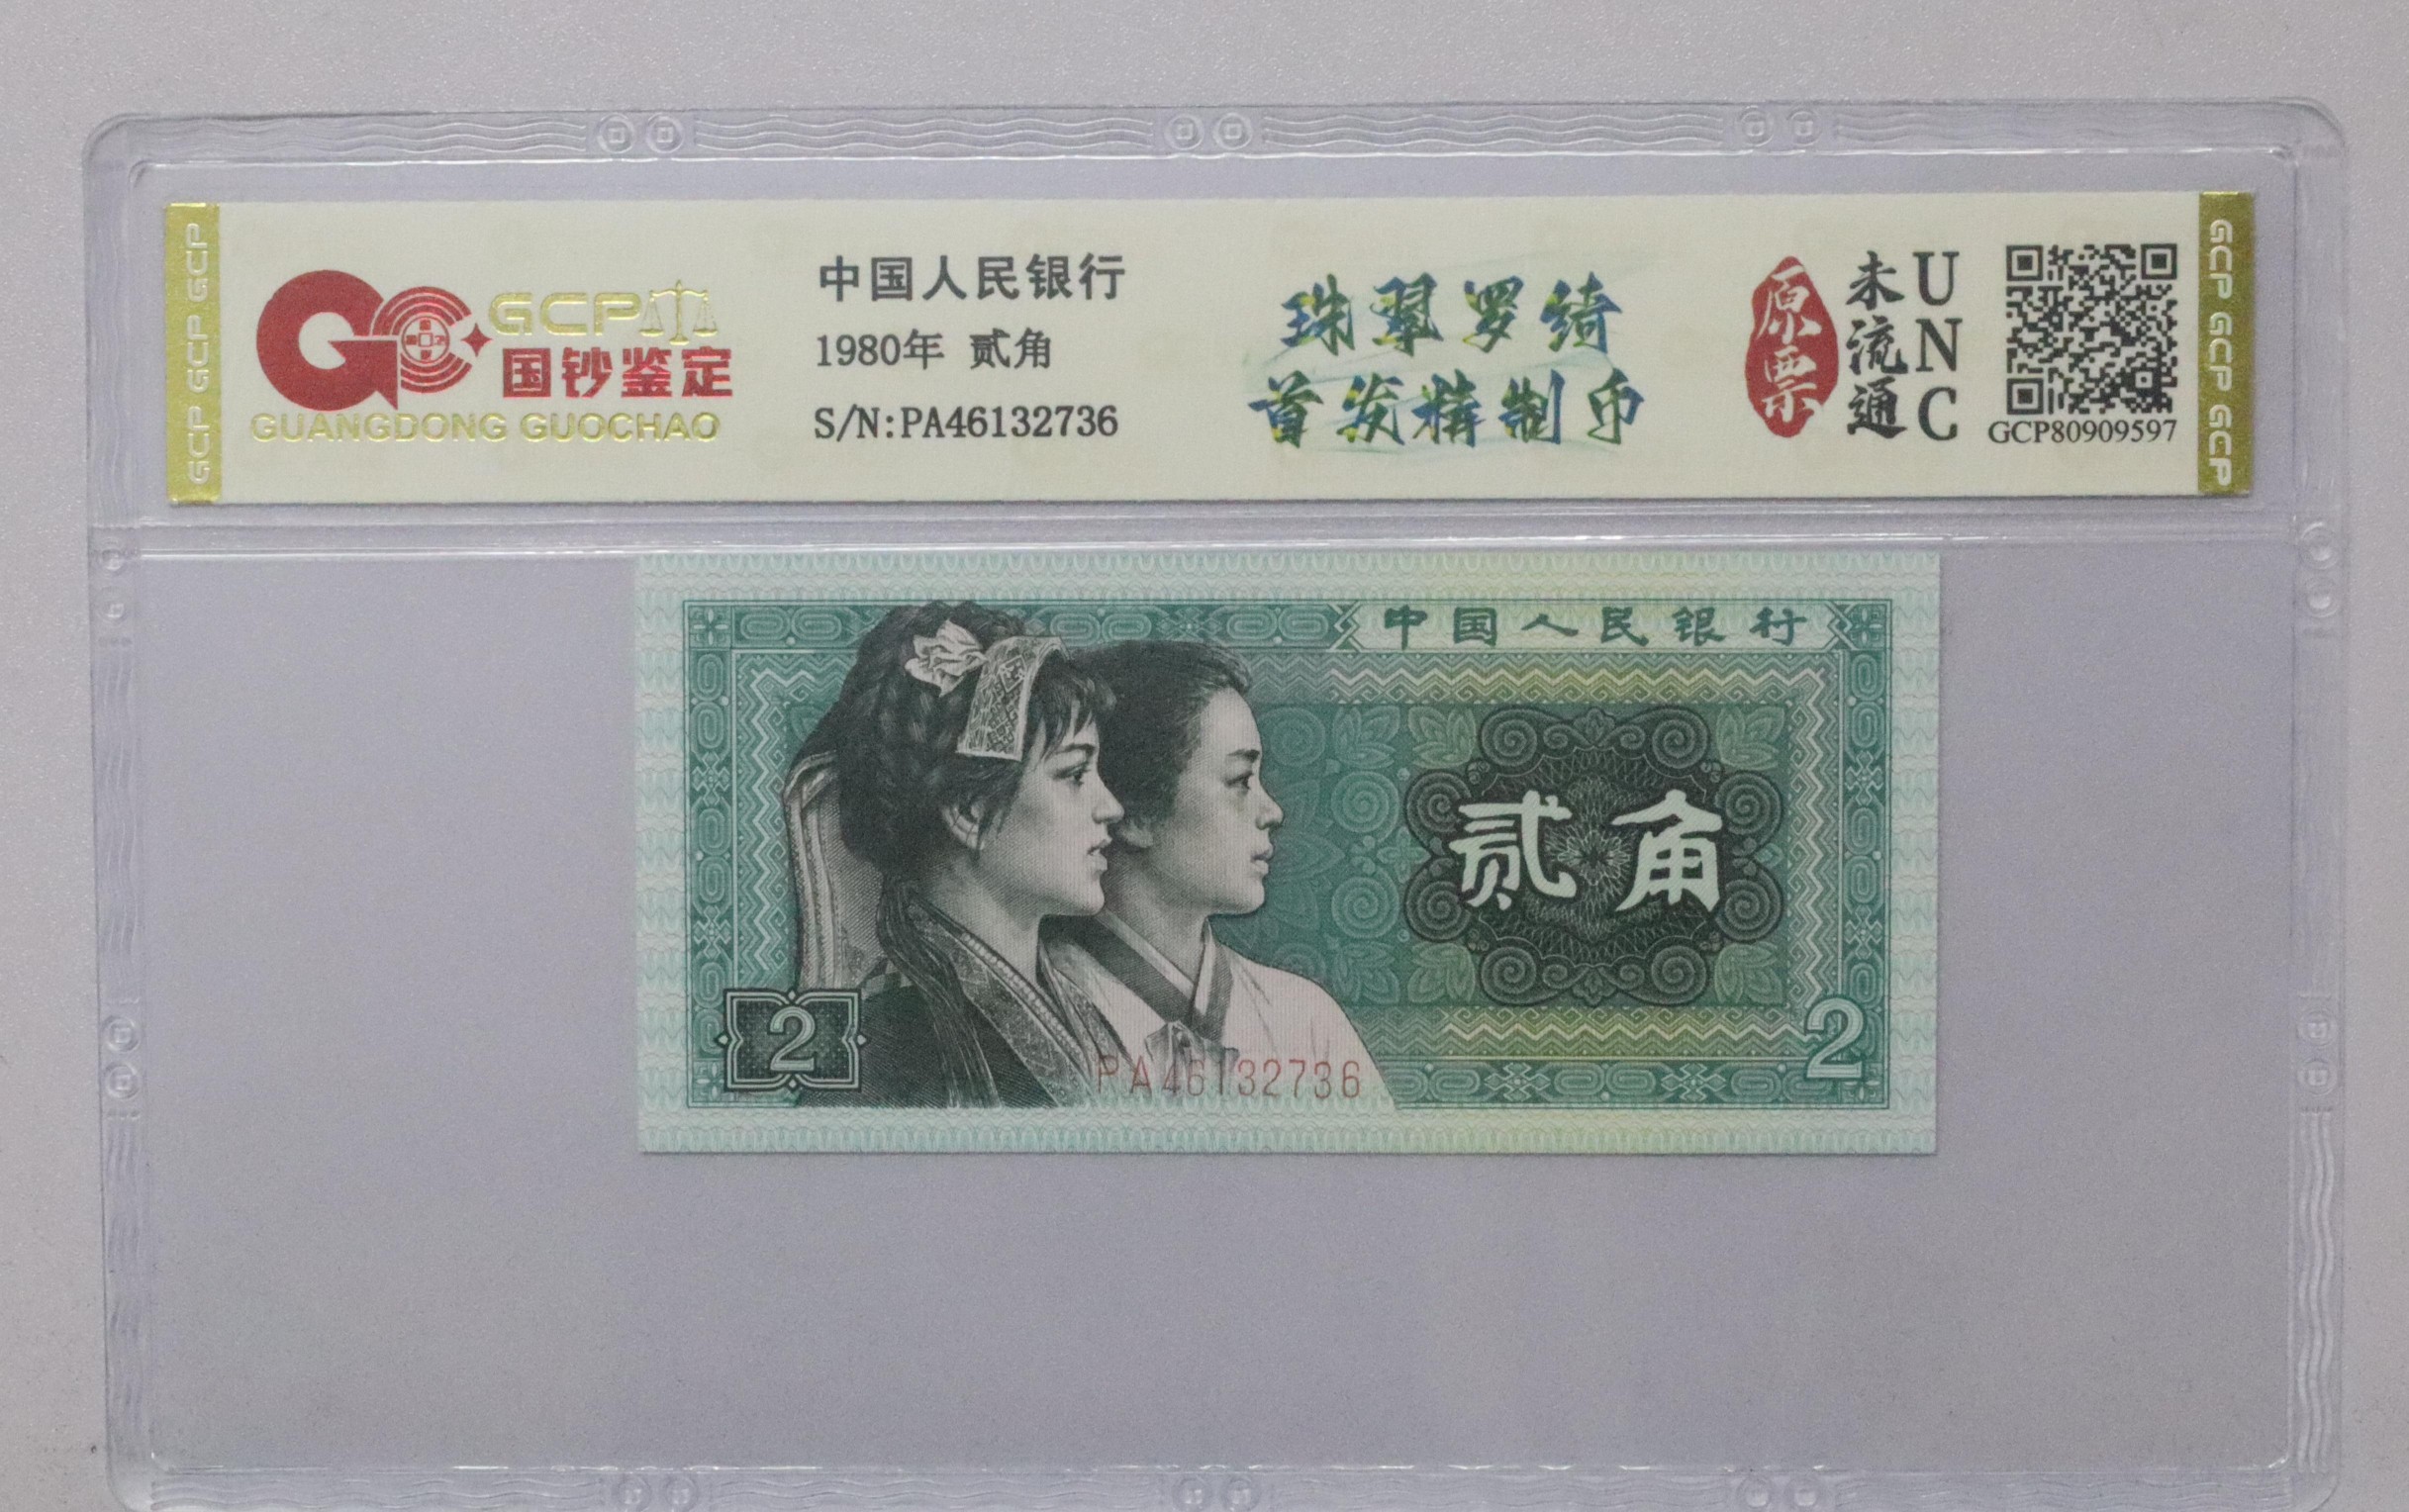 GCP GCP GCP
GCP
国钞鉴定
GUANGDONG GUOCHAO
中国人民银行
1980年 贰角
S/N:PA46132736
珠翠罗绮
首发精制币
原票
未流通
UNC
GCP80909597
GCP GCP GCP GCP
中国人民银行
贰角
2
PA46132736
2